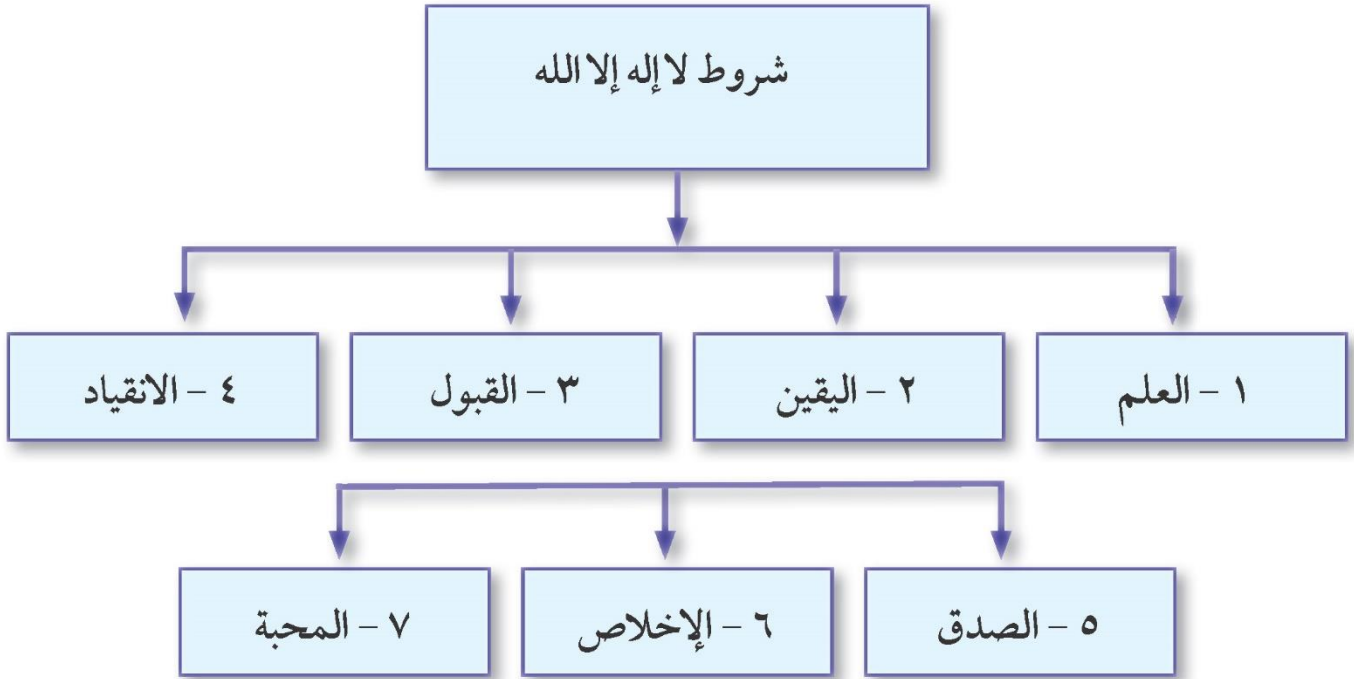 شروط لا إله إلا الله
١ – العلم
٢ – اليقين
٣ – القبول
٤ – الانقياد
٥ – الصدق
٦ – الإخلاص
٧ – المحبة